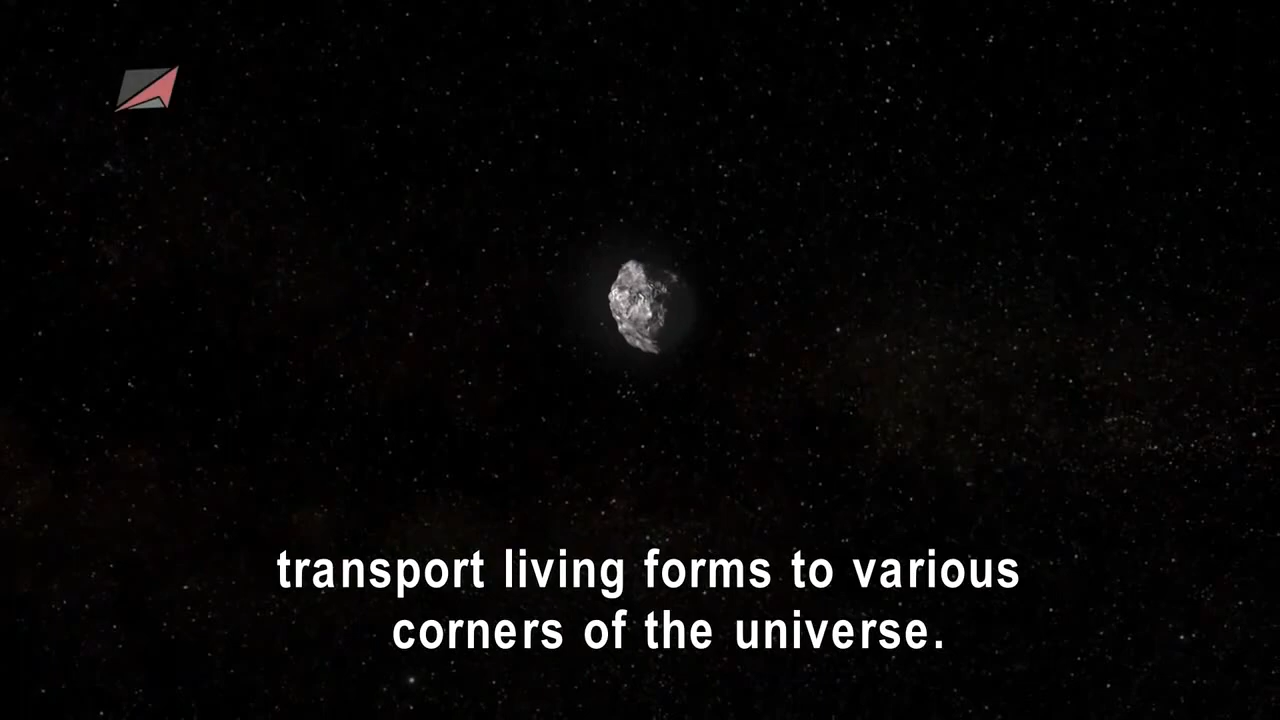 transport living forms to various
corners of the universe.